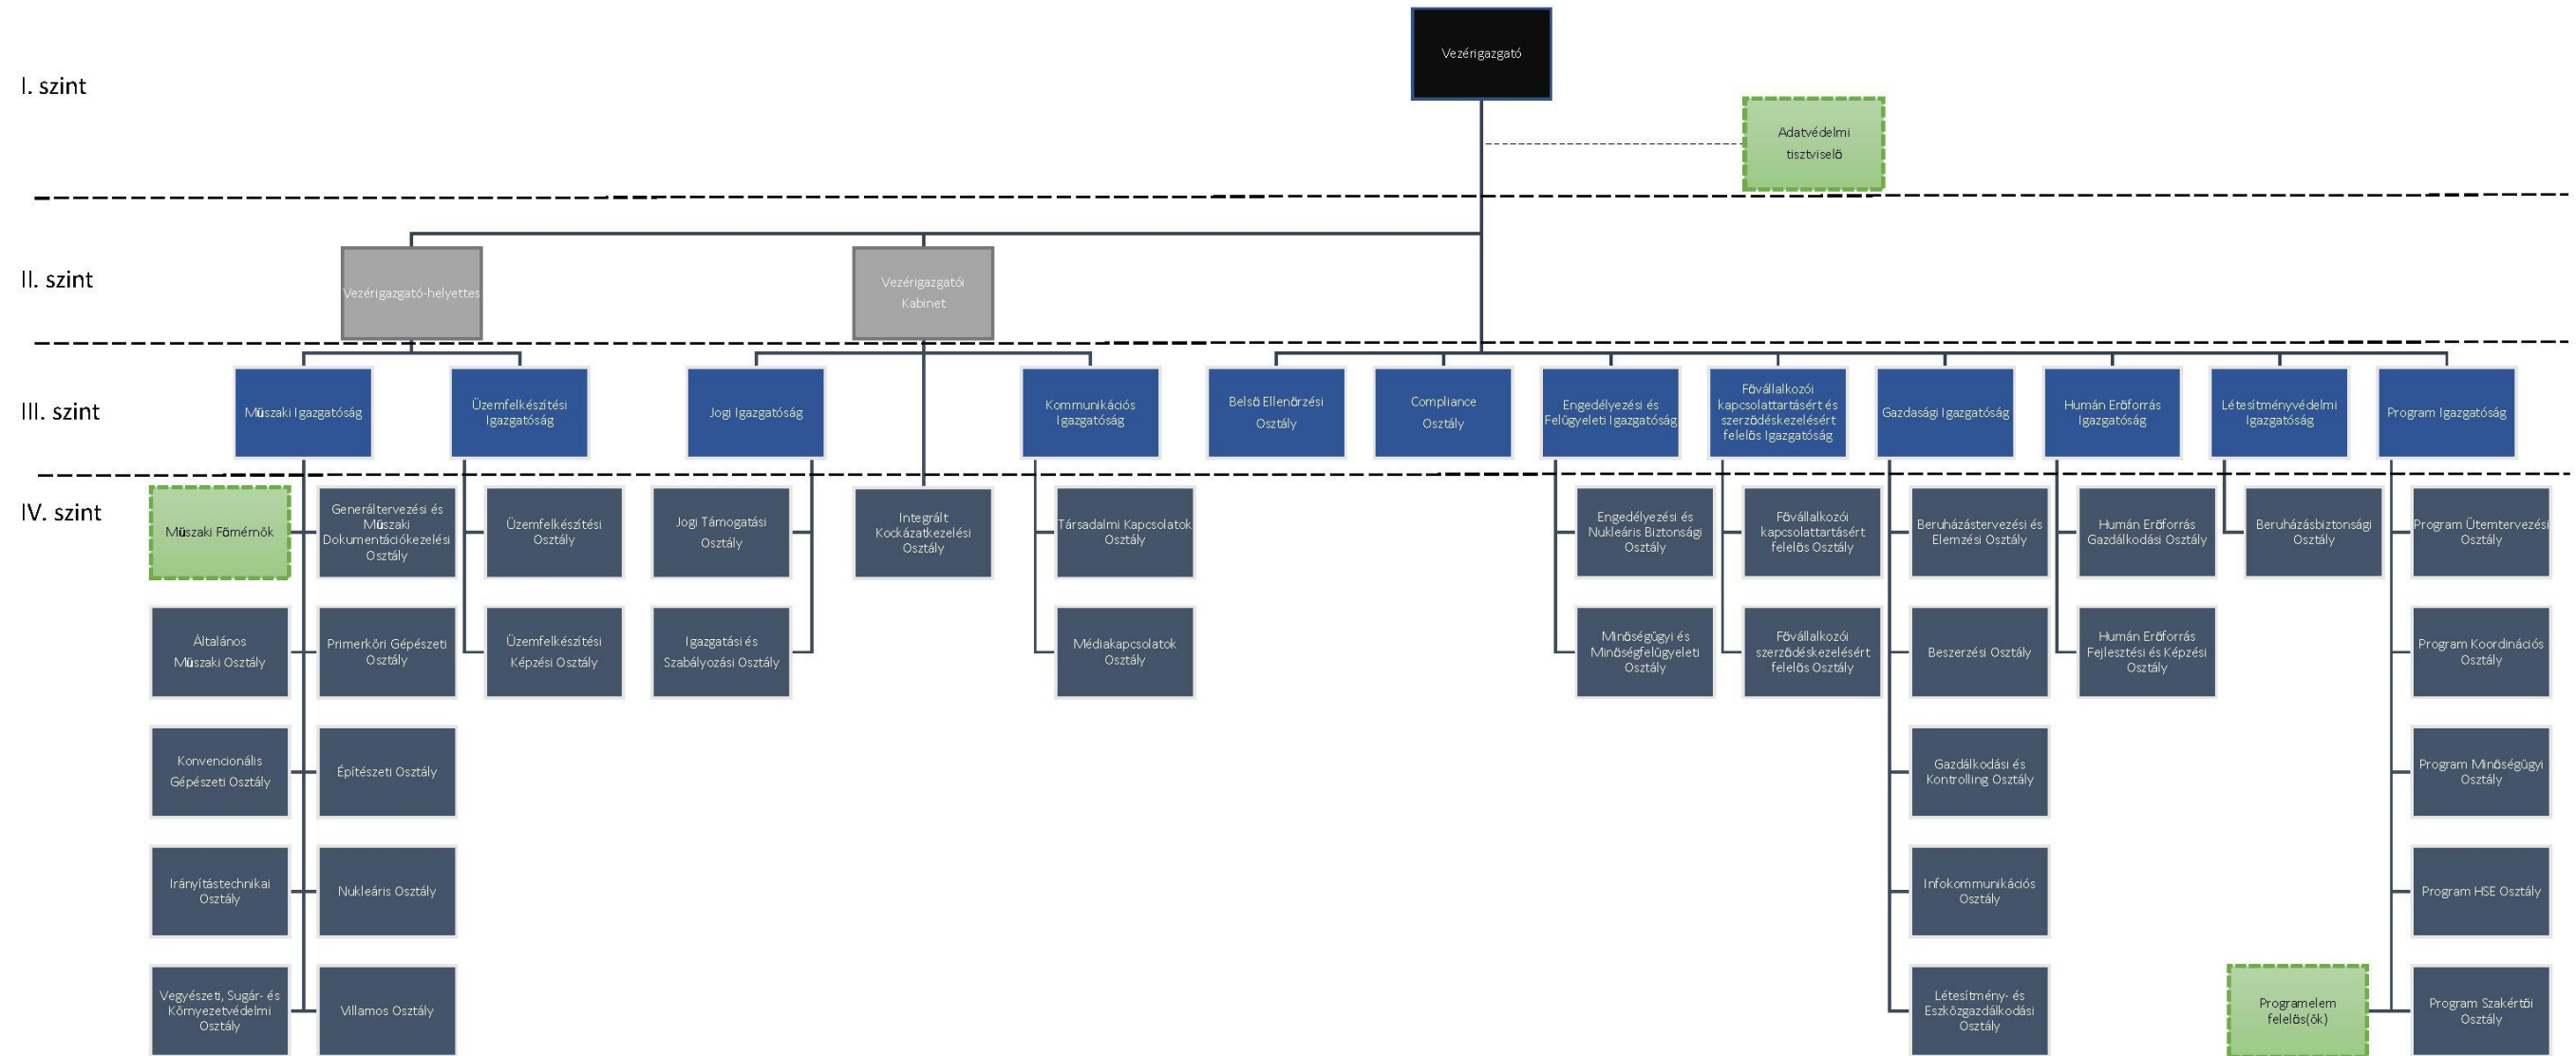 Vezérigazgató
I. szint
Adatvédelmi
tisztviselő
II. szint
Vezérigazgató-helyettes
Vezérigazgatói
Kabinet
III. szint
Műszaki Igazgatóság
Üzemfelkészítési
Igazgatóság
Jogi Igazgatóság
Kommunikációs
Igazgatóság
Belső Ellenőrzési
Osztály
Compliance
Osztály
Engedélyezési és
Felügyeleti Igazgatóság
Fővállalkozói
kapcsolattartásért és
szerződéskezelésért
felelős Igazgatóság
Gazdasági Igazgatóság
Humán Erőforrás
Igazgatóság
Létesítményvédelmi
Igazgatóság
Program Igazgatóság
IV. szint
Műszaki Főmérnök
Generáltervezési és
Műszaki
Dokumentációkezelési
Osztály
Üzemfelkészítési
Osztály
Jogi Támogatási
Osztály
Integrált
Kockázatkezelési
Osztály
Társadalmi Kapcsolatok
Osztály
Engedélyezési és
Nukleáris Biztonsági
Osztály
Fővállalkozói
kapcsolattartásért
felelős Osztály
Beruházástervezési és
Elemzési Osztály
Humán Erőforrás
Gazdálkodási Osztály
Beruházásbiztonsági
Osztály
Program Ütemtervezési
Osztály
Általános
Műszaki Osztály
Primerköri Gépészeti
Osztály
Üzemfelkészítési
Képzési Osztály
Igazgatási és
Szabályozási Osztály
Médiakapcsolatok
Osztály
Minőségügyi és
Minőségfelügyeleti
Osztály
Fővállalkozói
szerződéskezelésért
felelős Osztály
Beszerzési Osztály
Humán Erőforrás
Fejlesztési és Képzési
Osztály
Program Koordinációs
Osztály
Konvencionális
Gépészeti Osztály
Építészeti Osztály
Gazdálkodási és
Kontrolling Osztály
Program Minőségügyi
Osztály
Irányítástechnikai
Osztály
Nukleáris Osztály
Infokommunikációs
Osztály
Program HSE Osztály
Vegyészeti, Sugár- és
Környezetvédelmi
Osztály
Villamos Osztály
Létesítmény- és
Eszközgazdálkodási
Osztály
Programelem
felelős(ök)
Program Szakértői
Osztály